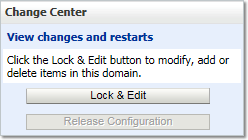 Change Center
View changes and restarts
Click the Lock & Edit button to modify, add or
delete items in this domain.
Lock & Edit
Release Configuration